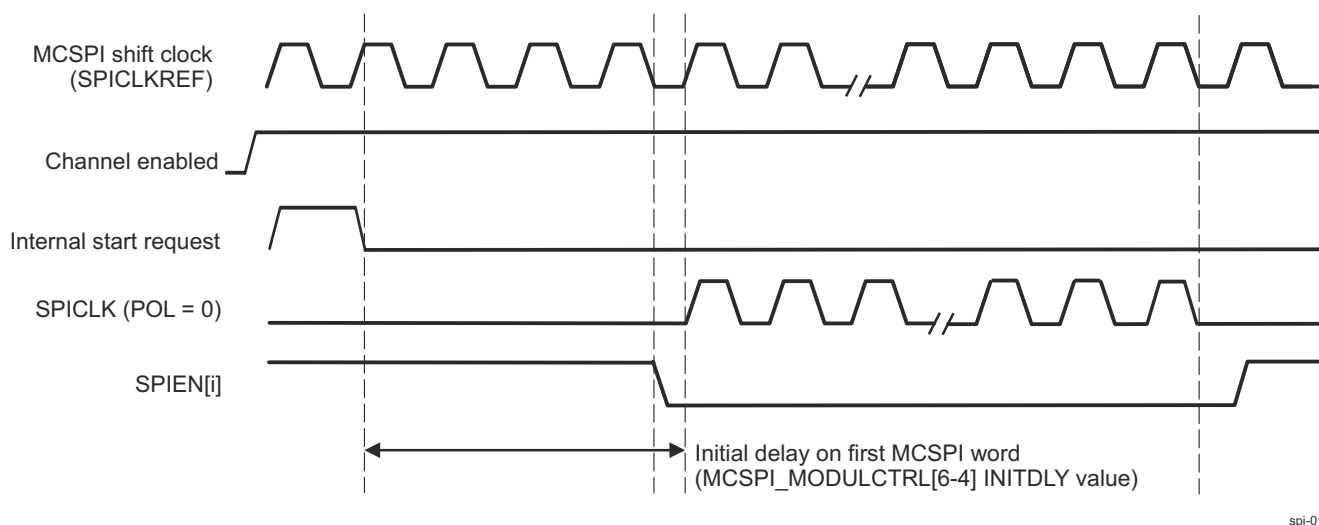 MCSPI shift clock
(SPICLKREF)
Channel enabled
Internal start request
SPICLK (POL = 0)
SPIEN[i]
Initial delay on first MCSPI word
(MCSPI_MODULCTRL[6-4] INITDLY value)